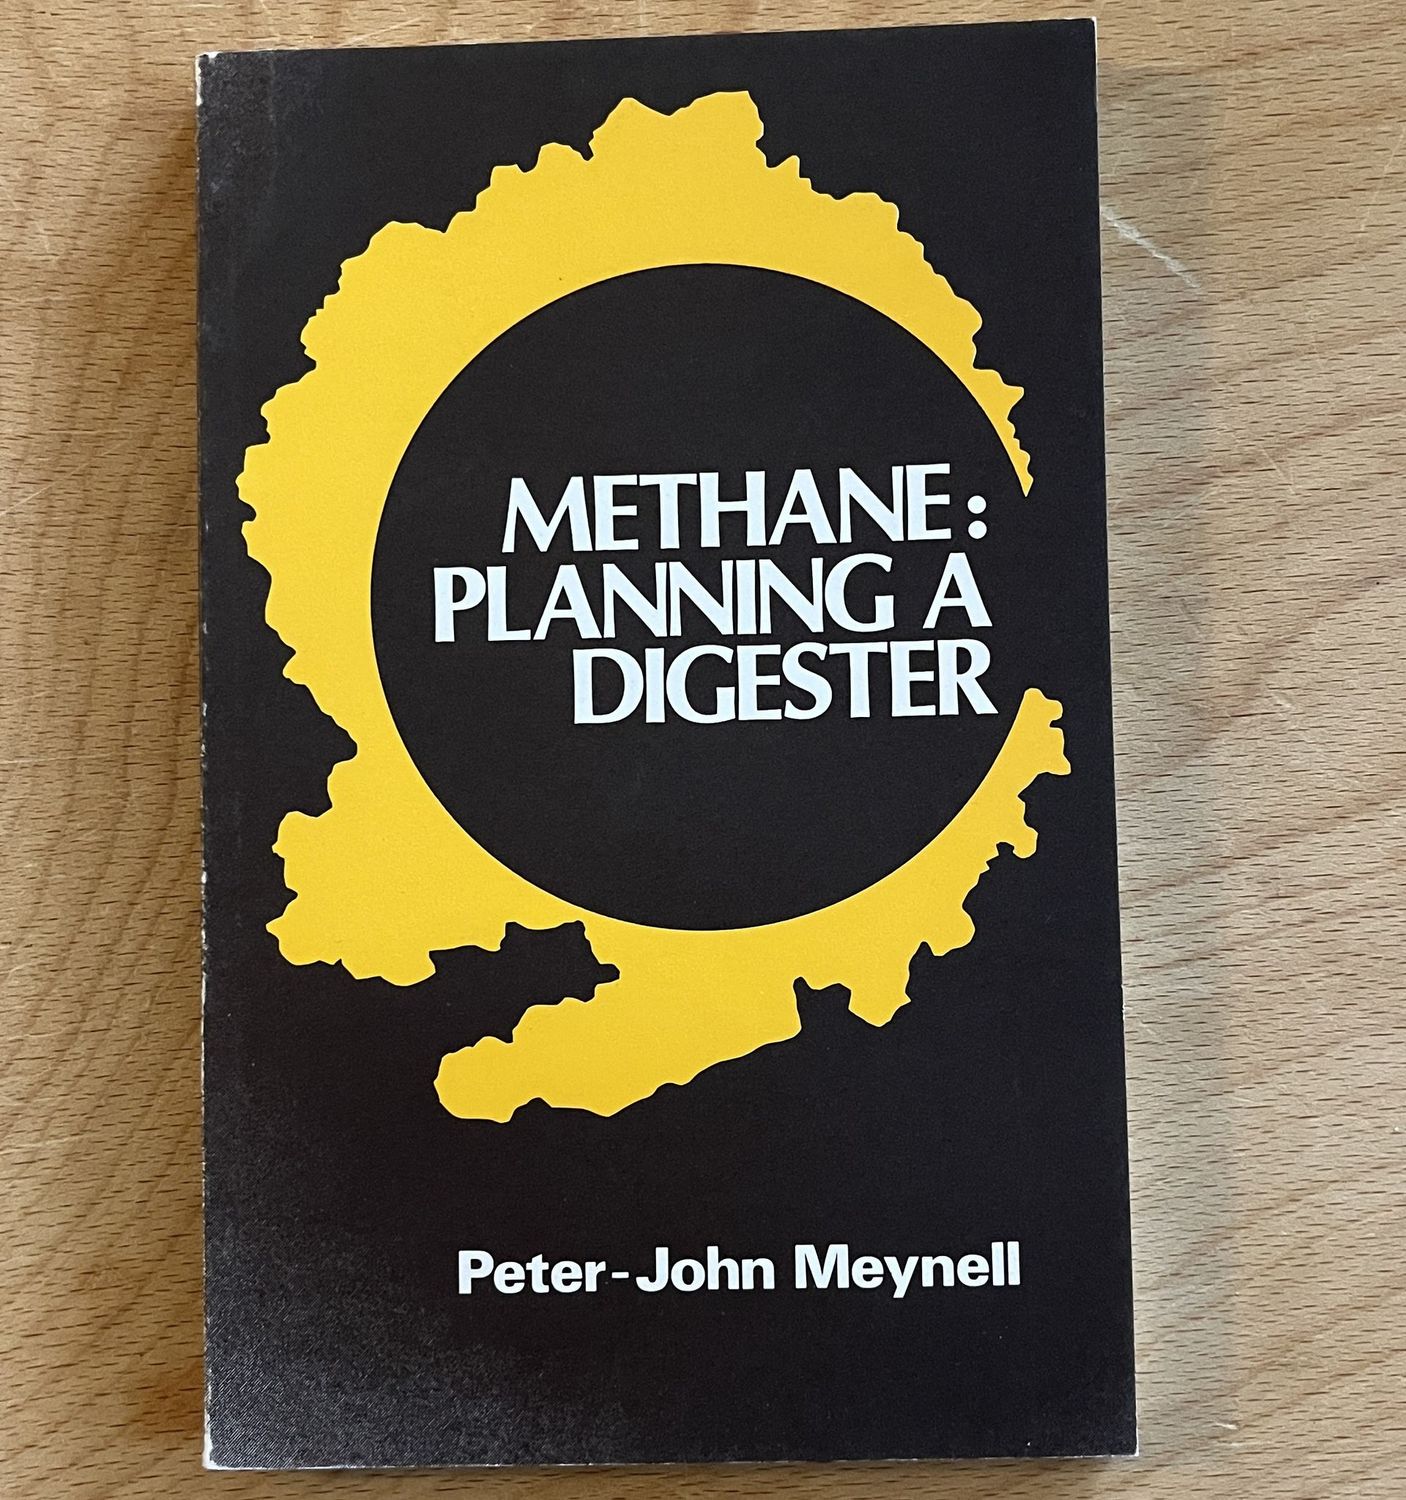 METHANE:
PLANNING A
DIGESTER
Peter-John Meynell